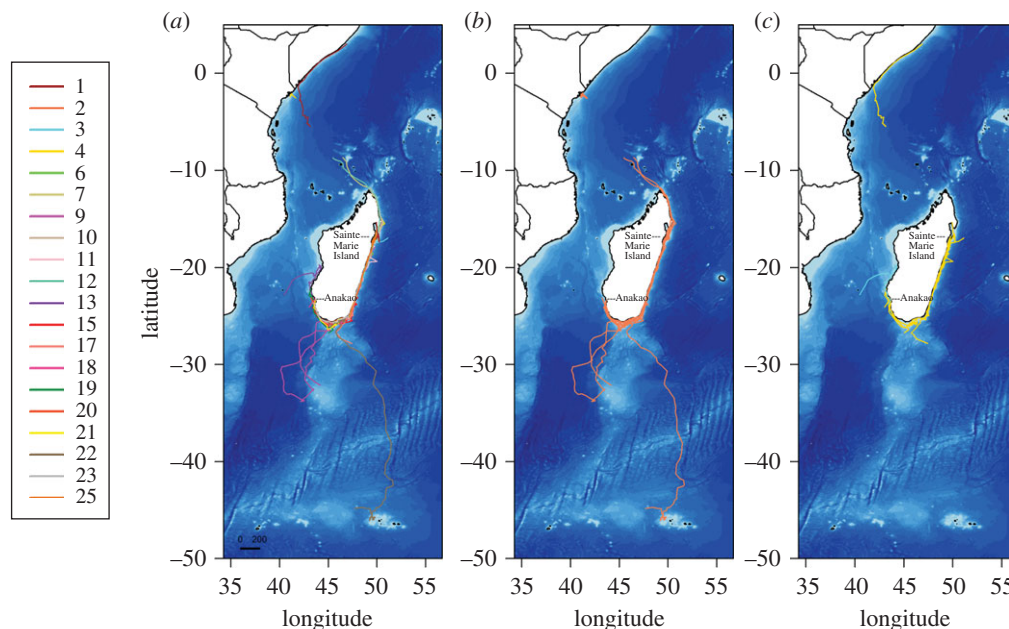 (a) (b) (c)
1
2
3
4
6
7
9
10
11
12
13
15
17
18
19
20
21
22
23
25
latitude
0
–10
–20
–30
–40
–50
Sainte---
Marie
Island
---Anakao
0 200
35 40 45 50 55
longitude
0
–10
–20
–30
–40
–50
Sainte---
Marie
Island
---Anakao
35 40 45 50 55
longitude
0
–10
–20
–30
–40
–50
Sainte---
Marie
Island
---Anakao
35 40 45 50 55
longitude